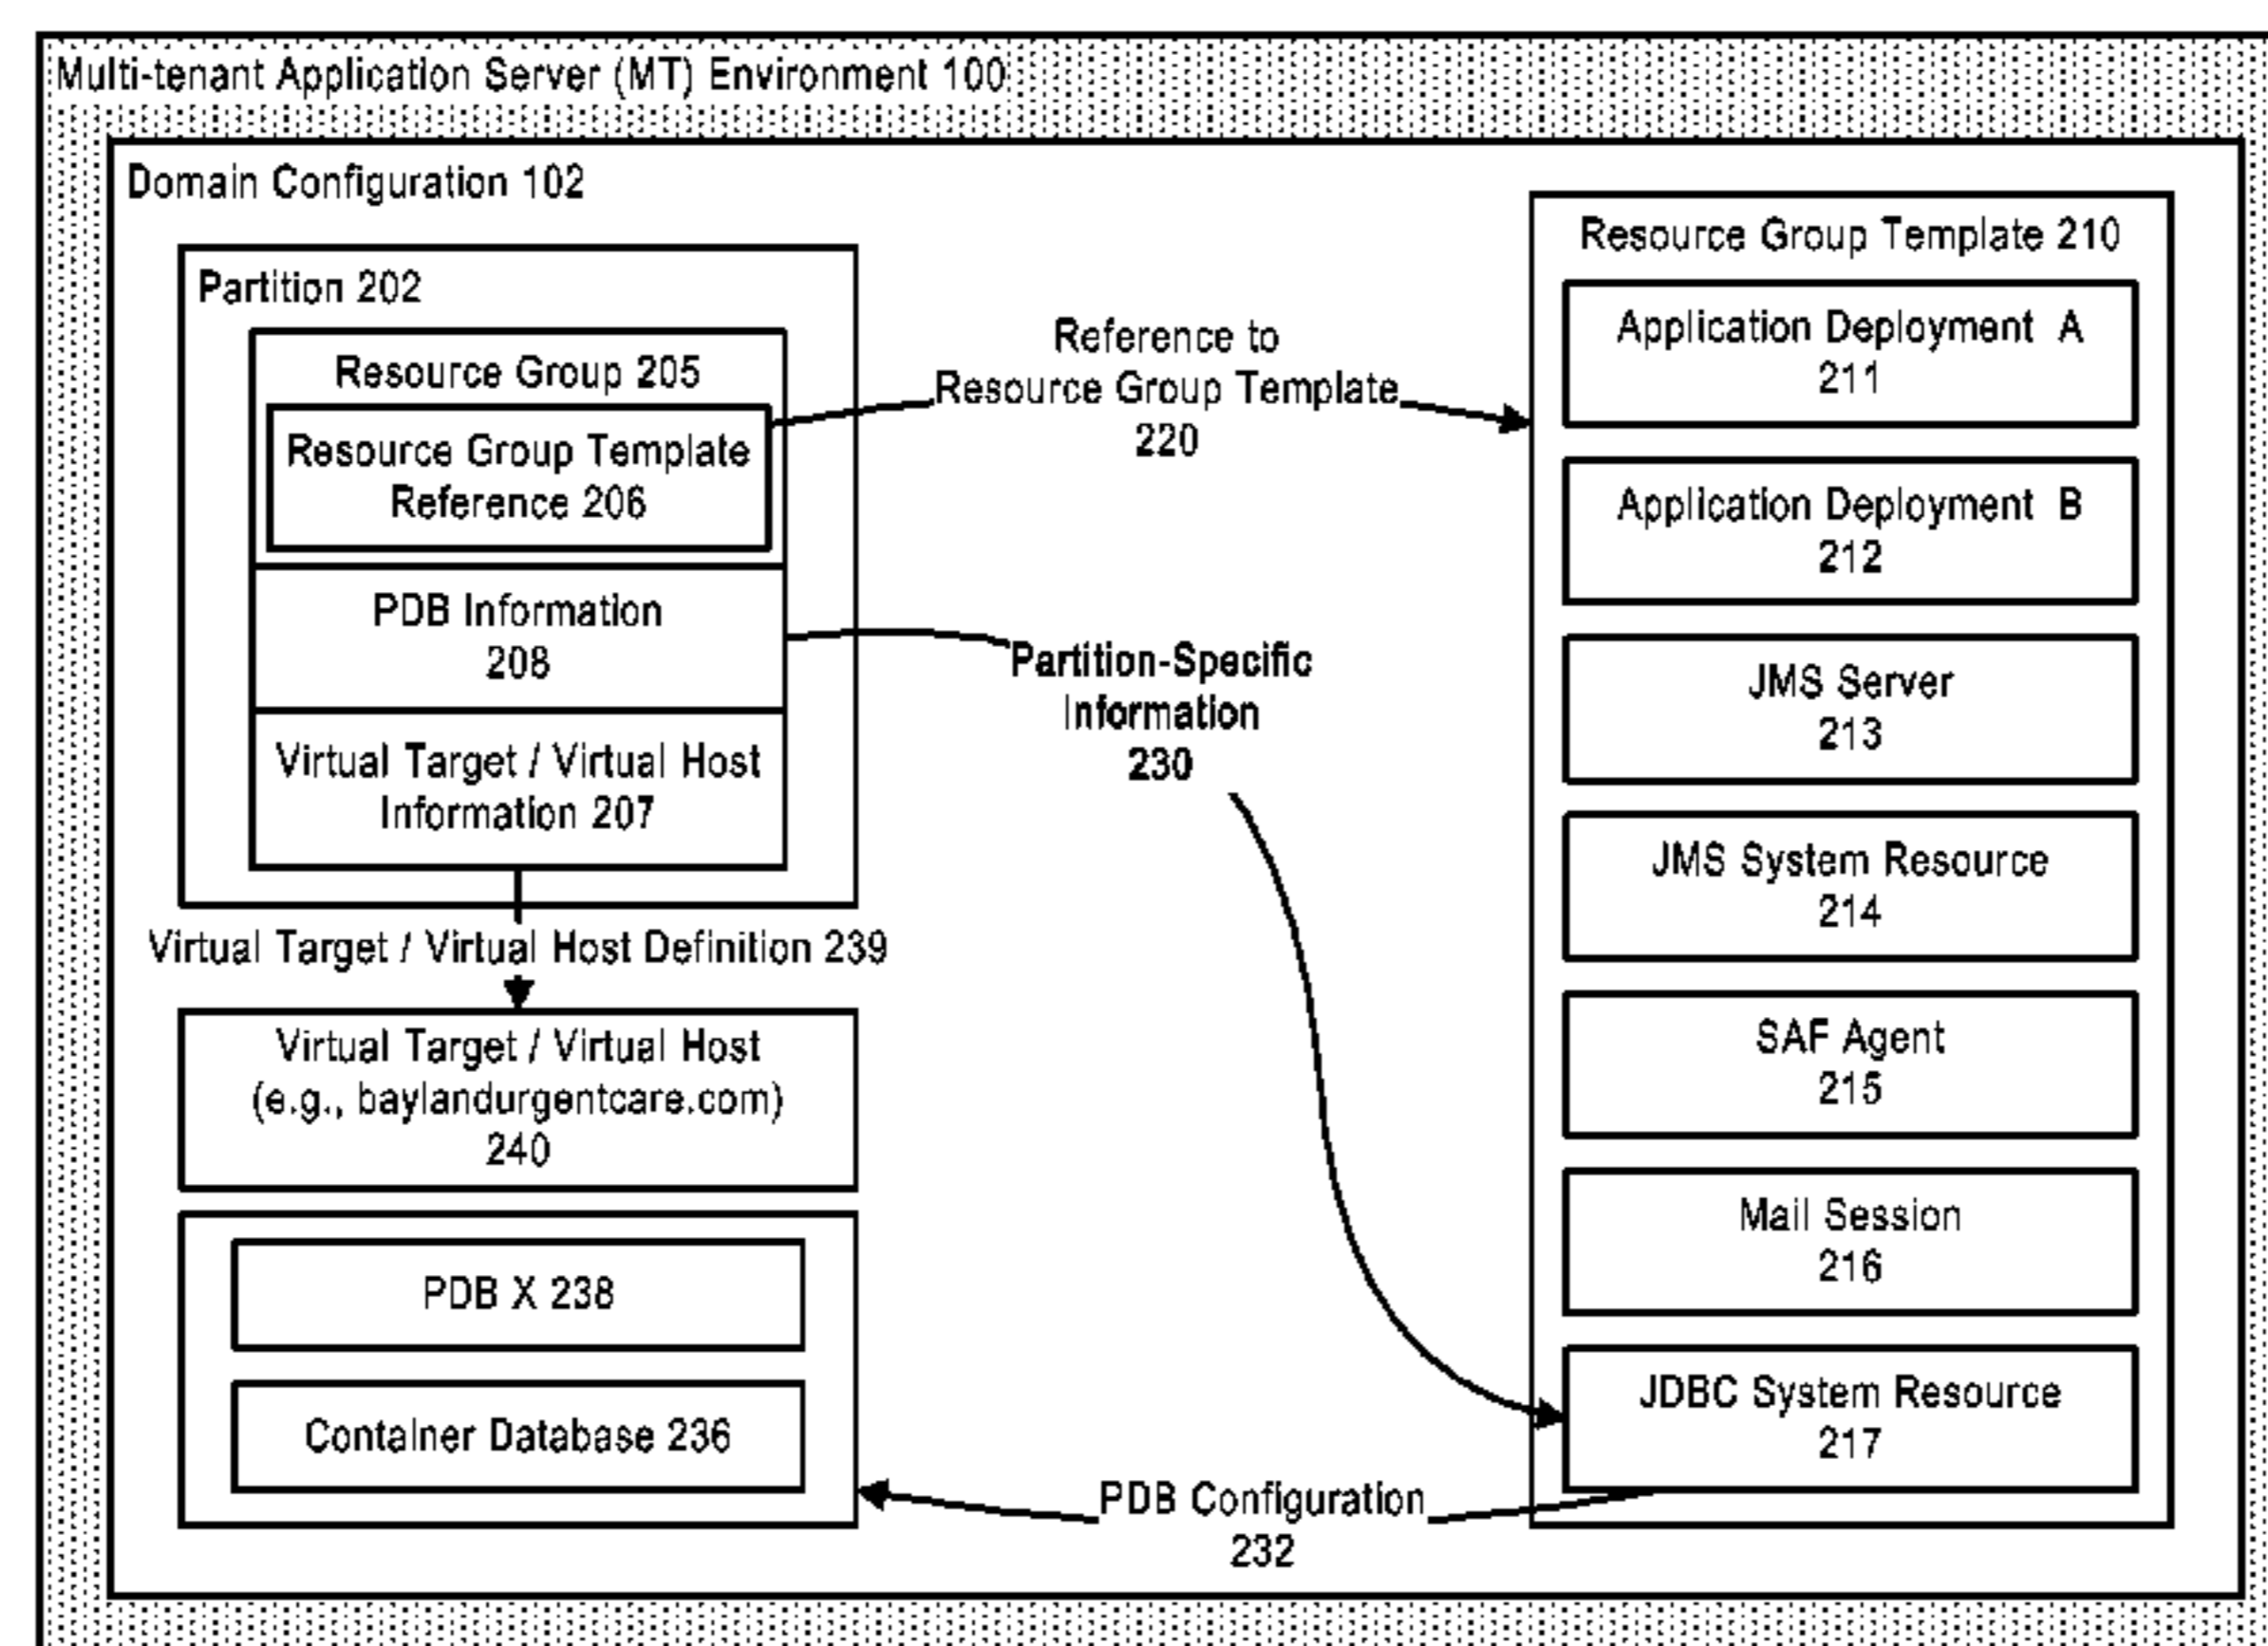 Multi-tenant Application Server (MT) Environment 100
Domain Configuration 102
Partition 202
Resource Group 205
Resource Group Template
Reference 206
PDB Information
208
Virtual Target / Virtual Host
Information 207
Virtual Target / Virtual Host Definition 239
Virtual Target / Virtual Host
(e.g., baylandurgentcare.com)
240
PDB X 238
Container Database 236
Reference to
Resource Group Template
220
Partition-Specific
Information
230
PDB Configuration
232
Resource Group Template 210
Application Deployment A
211
Application Deployment B
212
JMS Server
213
JMS System Resource
214
SAF Agent
215
Mail Session
216
JDBC System Resource
217